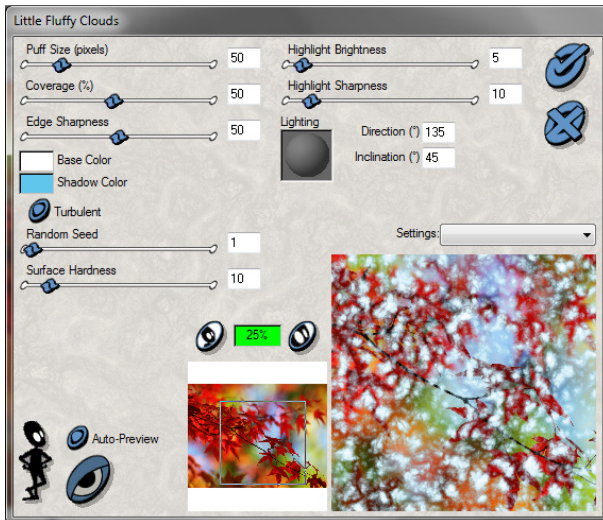 Little Fluffy Clouds
Puff Size (pixels)
50
Coverage (%)
50
Edge Sharpness
50
Base Color
Shadow Color
Turbulent
Random Seed
1
Surface Hardness
10
Highlight Brightness
5
Highlight Sharpness
10
Lighting
Direction (°) 135
Inclination (°) 45
Settings:
25%
Auto-Preview